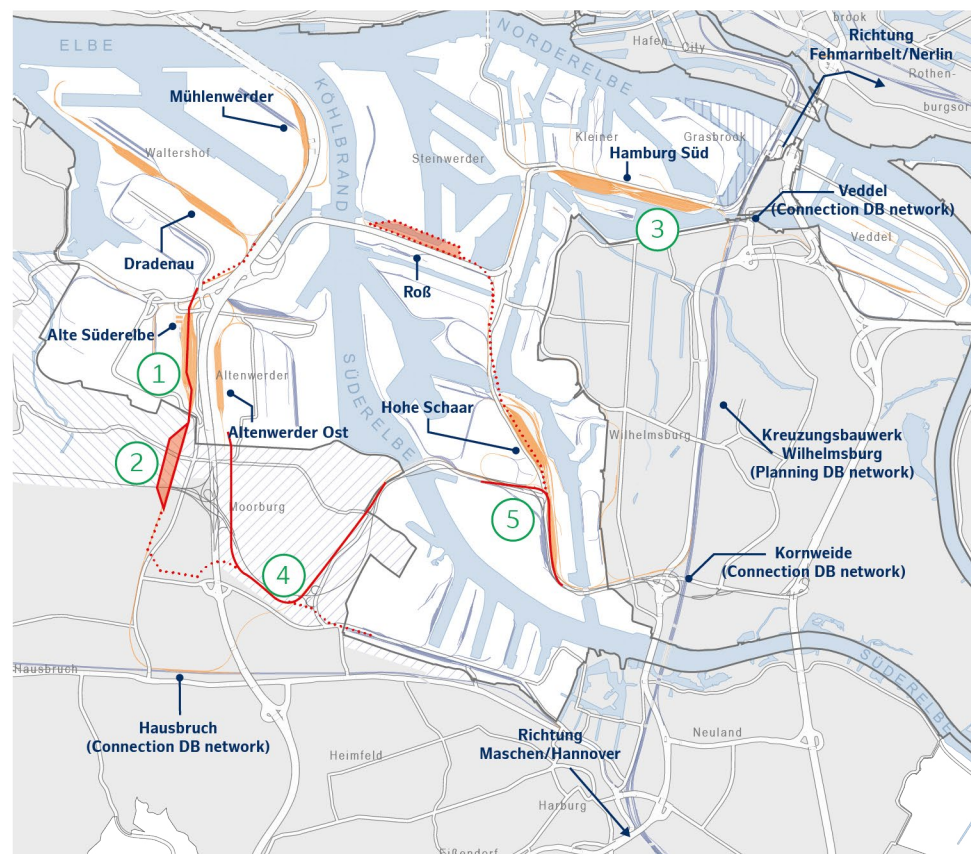 ELBE
NORDERELBE
Hafen-
City
brook
Richtung
Fehmarnbelt/Nerlin
Rothen-
burgsor
Mühlenwerder
KÖHLBRAND
Waltershof
Steinwerder
Kleiner
Grasbrook
Hamburg Süd
Veddel
(Connection DB network)
3
Veddel
Dradenau
Roß
Alte Süderelbe
1
Altenwerder
SÜDERELBE
Hohe Schaar
Altenwerder Ost
Wilhelmsburg
Kreuzungsbauwerk
Wilhelmsburg
(Planning DB network)
2
Moorburg
5
Kornweide
(Connection DB network)
4
Hausbruch
SÜDERELBE
Hausbruch
(Connection DB network)
Heimfeld
Richtung
Maschen/Hannover
Neuland
Harburg
Eißendorf